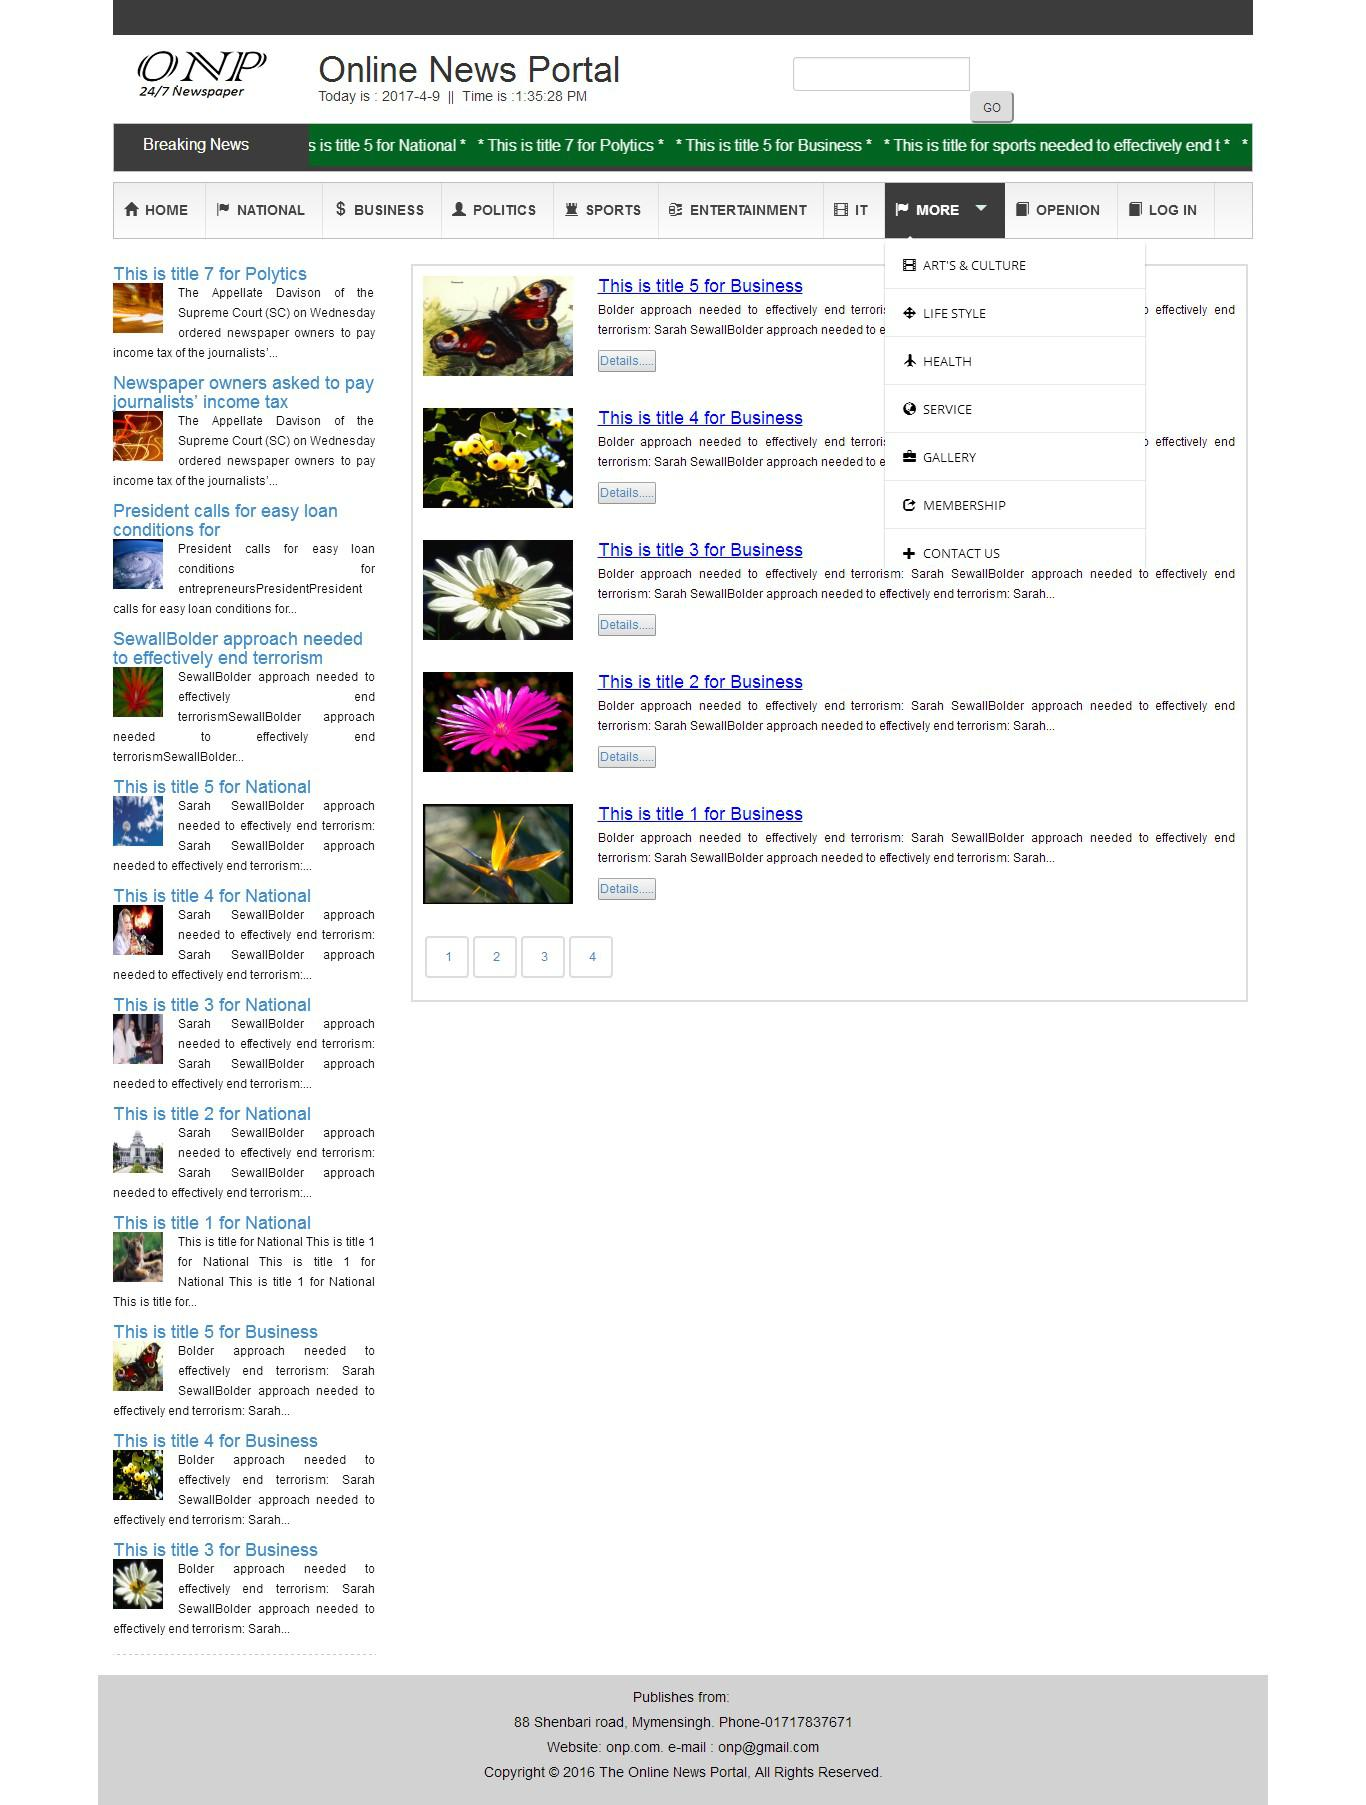 ONP
24/7 Newspaper
Online News Portal
Today is : 2017-4-9 || Time is :1:35:28 PM
GO
Breaking News
s is title 5 for National * * This is title 7 for Polytics * * This is title 5 for Business * * This is title for sports needed to effectively end t * *
HOME NATIONAL BUSINESS POLITICS SPORTS ENTERTAINMENT IT MORE OPENION LOG IN
ART'S & CULTURE
LIFE STYLE
HEALTH
SERVICE
GALLERY
MEMBERSHIP
CONTACT US
This is title 7 for Polytics
The Appellate Davison of the
Supreme Court (SC) on Wednesday
ordered newspaper owners to pay
income tax of the journalists'...
Newspaper owners asked to pay
journalists' income tax
The Appellate Davison of the
Supreme Court (SC) on Wednesday
ordered newspaper owners to pay
income tax of the journalists'...
President calls for easy loan
conditions for
President calls for easy loan
conditions for
entrepreneursPresidentPresident
calls for easy loan conditions for...
SewallBolder approach needed
to effectively end terrorism
SewallBolder approach needed to
effectively end
terrorismSewallBolder approach
needed to effectively end
terrorismSewallBolder...
This is title 5 for National
Sarah SewallBolder approach
needed to effectively end terrorism:
Sarah SewallBolder approach
needed to effectively end terrorism:...
This is title 4 for National
Sarah SewallBolder approach
needed to effectively end terrorism:
Sarah SewallBolder approach
needed to effectively end terrorism:...
This is title 3 for National
Sarah SewallBolder approach
needed to effectively end terrorism:
Sarah SewallBolder approach
needed to effectively end terrorism:...
This is title 2 for National
Sarah SewallBolder approach
needed to effectively end terrorism:
Sarah SewallBolder approach
needed to effectively end terrorism:...
This is title 1 for National
This is title for National This is title 1
for National This is title 1 for
National This is title 1 for National
This is title for...
This is title 5 for Business
Bolder approach needed to
effectively end terrorism: Sarah
SewallBolder approach needed to
effectively end terrorism: Sarah...
This is title 4 for Business
Bolder approach needed to
effectively end terrorism: Sarah
SewallBolder approach needed to
effectively end terrorism: Sarah...
This is title 3 for Business
Bolder approach needed to
effectively end terrorism: Sarah
SewallBolder approach needed to
effectively end terrorism: Sarah...
This is title 5 for Business
Bolder approach needed to effectively end effectively end
terrorism: Sarah SewallBolder approach needed to e
Details.....
This is title 4 for Business
Bolder approach needed to effectively end effectively end
terrorism: Sarah SewallBolder approach needed to e
Details.....
This is title 3 for Business
Bolder approach needed to effectively end terrorism: Sarah SewallBolder approach needed to effectively end
terrorism: Sarah SewallBolder approach needed to effectively end terrorism: Sarah...
Details.....
This is title 2 for Business
Bolder approach needed to effectively end terrorism: Sarah SewallBolder approach needed to effectively end
terrorism: Sarah SewallBolder approach needed to effectively end terrorism: Sarah...
Details.....
This is title 1 for Business
Bolder approach needed to effectively end terrorism: Sarah SewallBolder approach needed to effectively end
terrorism: Sarah SewallBolder approach needed to effectively end terrorism: Sarah...
Details.....
1 2 3 4
Publishes from:
88 Shenbari road, Mymensingh. Phone-01717837671
Website: onp.com. e-mail : onp@gmail.com
Copyright © 2016 The Online News Portal, All Rights Reserved.